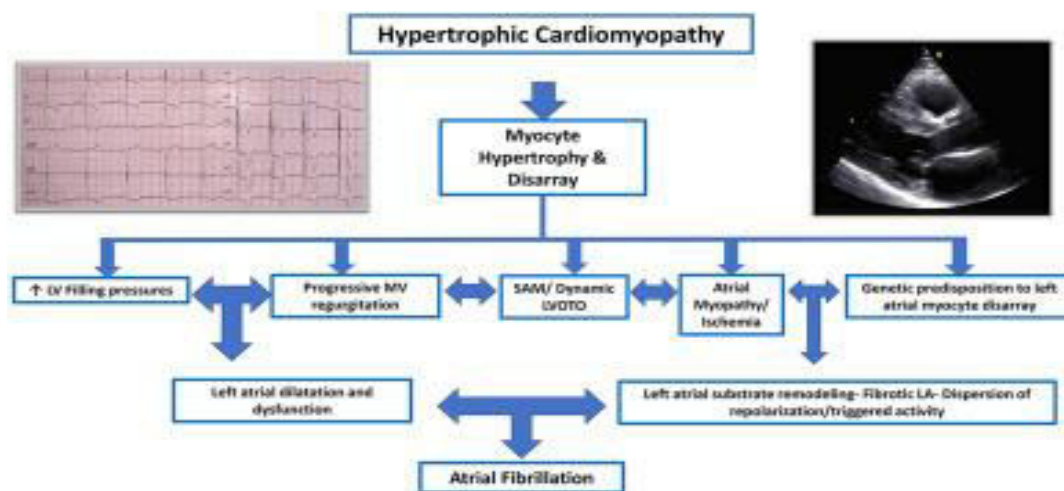 Hypertrophic Cardiomyopathy
Myocyte
Hypertrophy &
Disarray
↑ LV Filling pressures
Progressive MV
regurgitation
SAM/ Dynamic
LVOTO
Atrial
Myopathy/
Ischemia
Genetic predisposition to left
atrial myocyte disarray
Left atrial dilatation and
dysfunction
Left atrial substrate remodeling- Fibrotic LA- Dispersion of
repolarization/triggered activity
Atrial Fibrillation